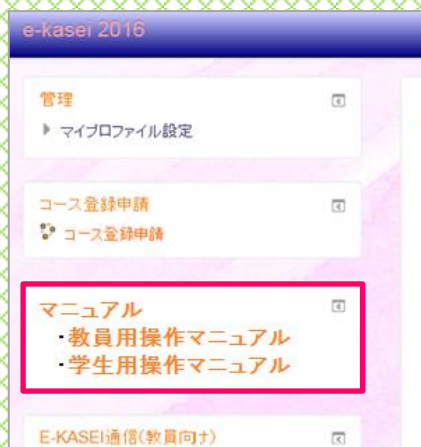 e-kasei 2016
管理
マイプロファイル設定
コース登録申請
コース登録申請
マニュアル
・教員用操作マニュアル
・学生用操作マニュアル
E-KASEI通信(教員向け)